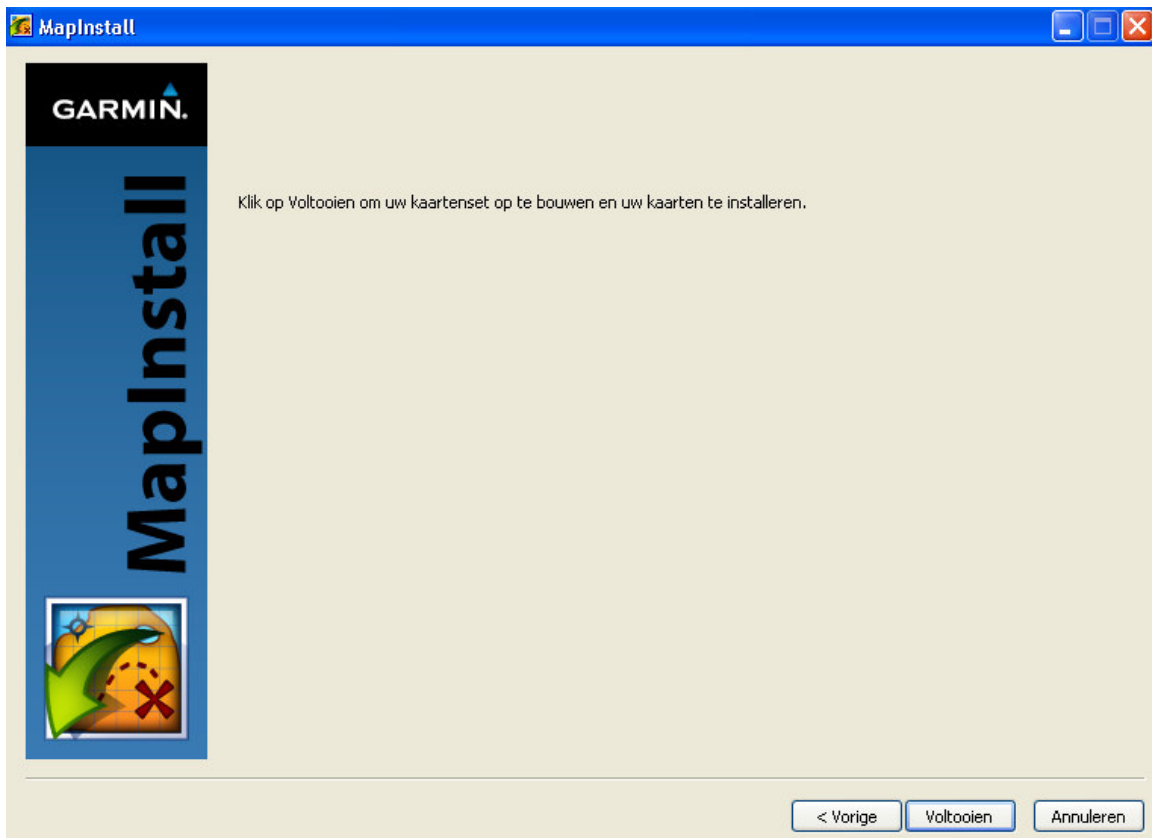 MapInstall
GARMIN.
MapInstall
Klik op Voltooien om uw kaartenset op te bouwen en uw kaarten te installeren.
< Vorige
Voltooien
Annuleren